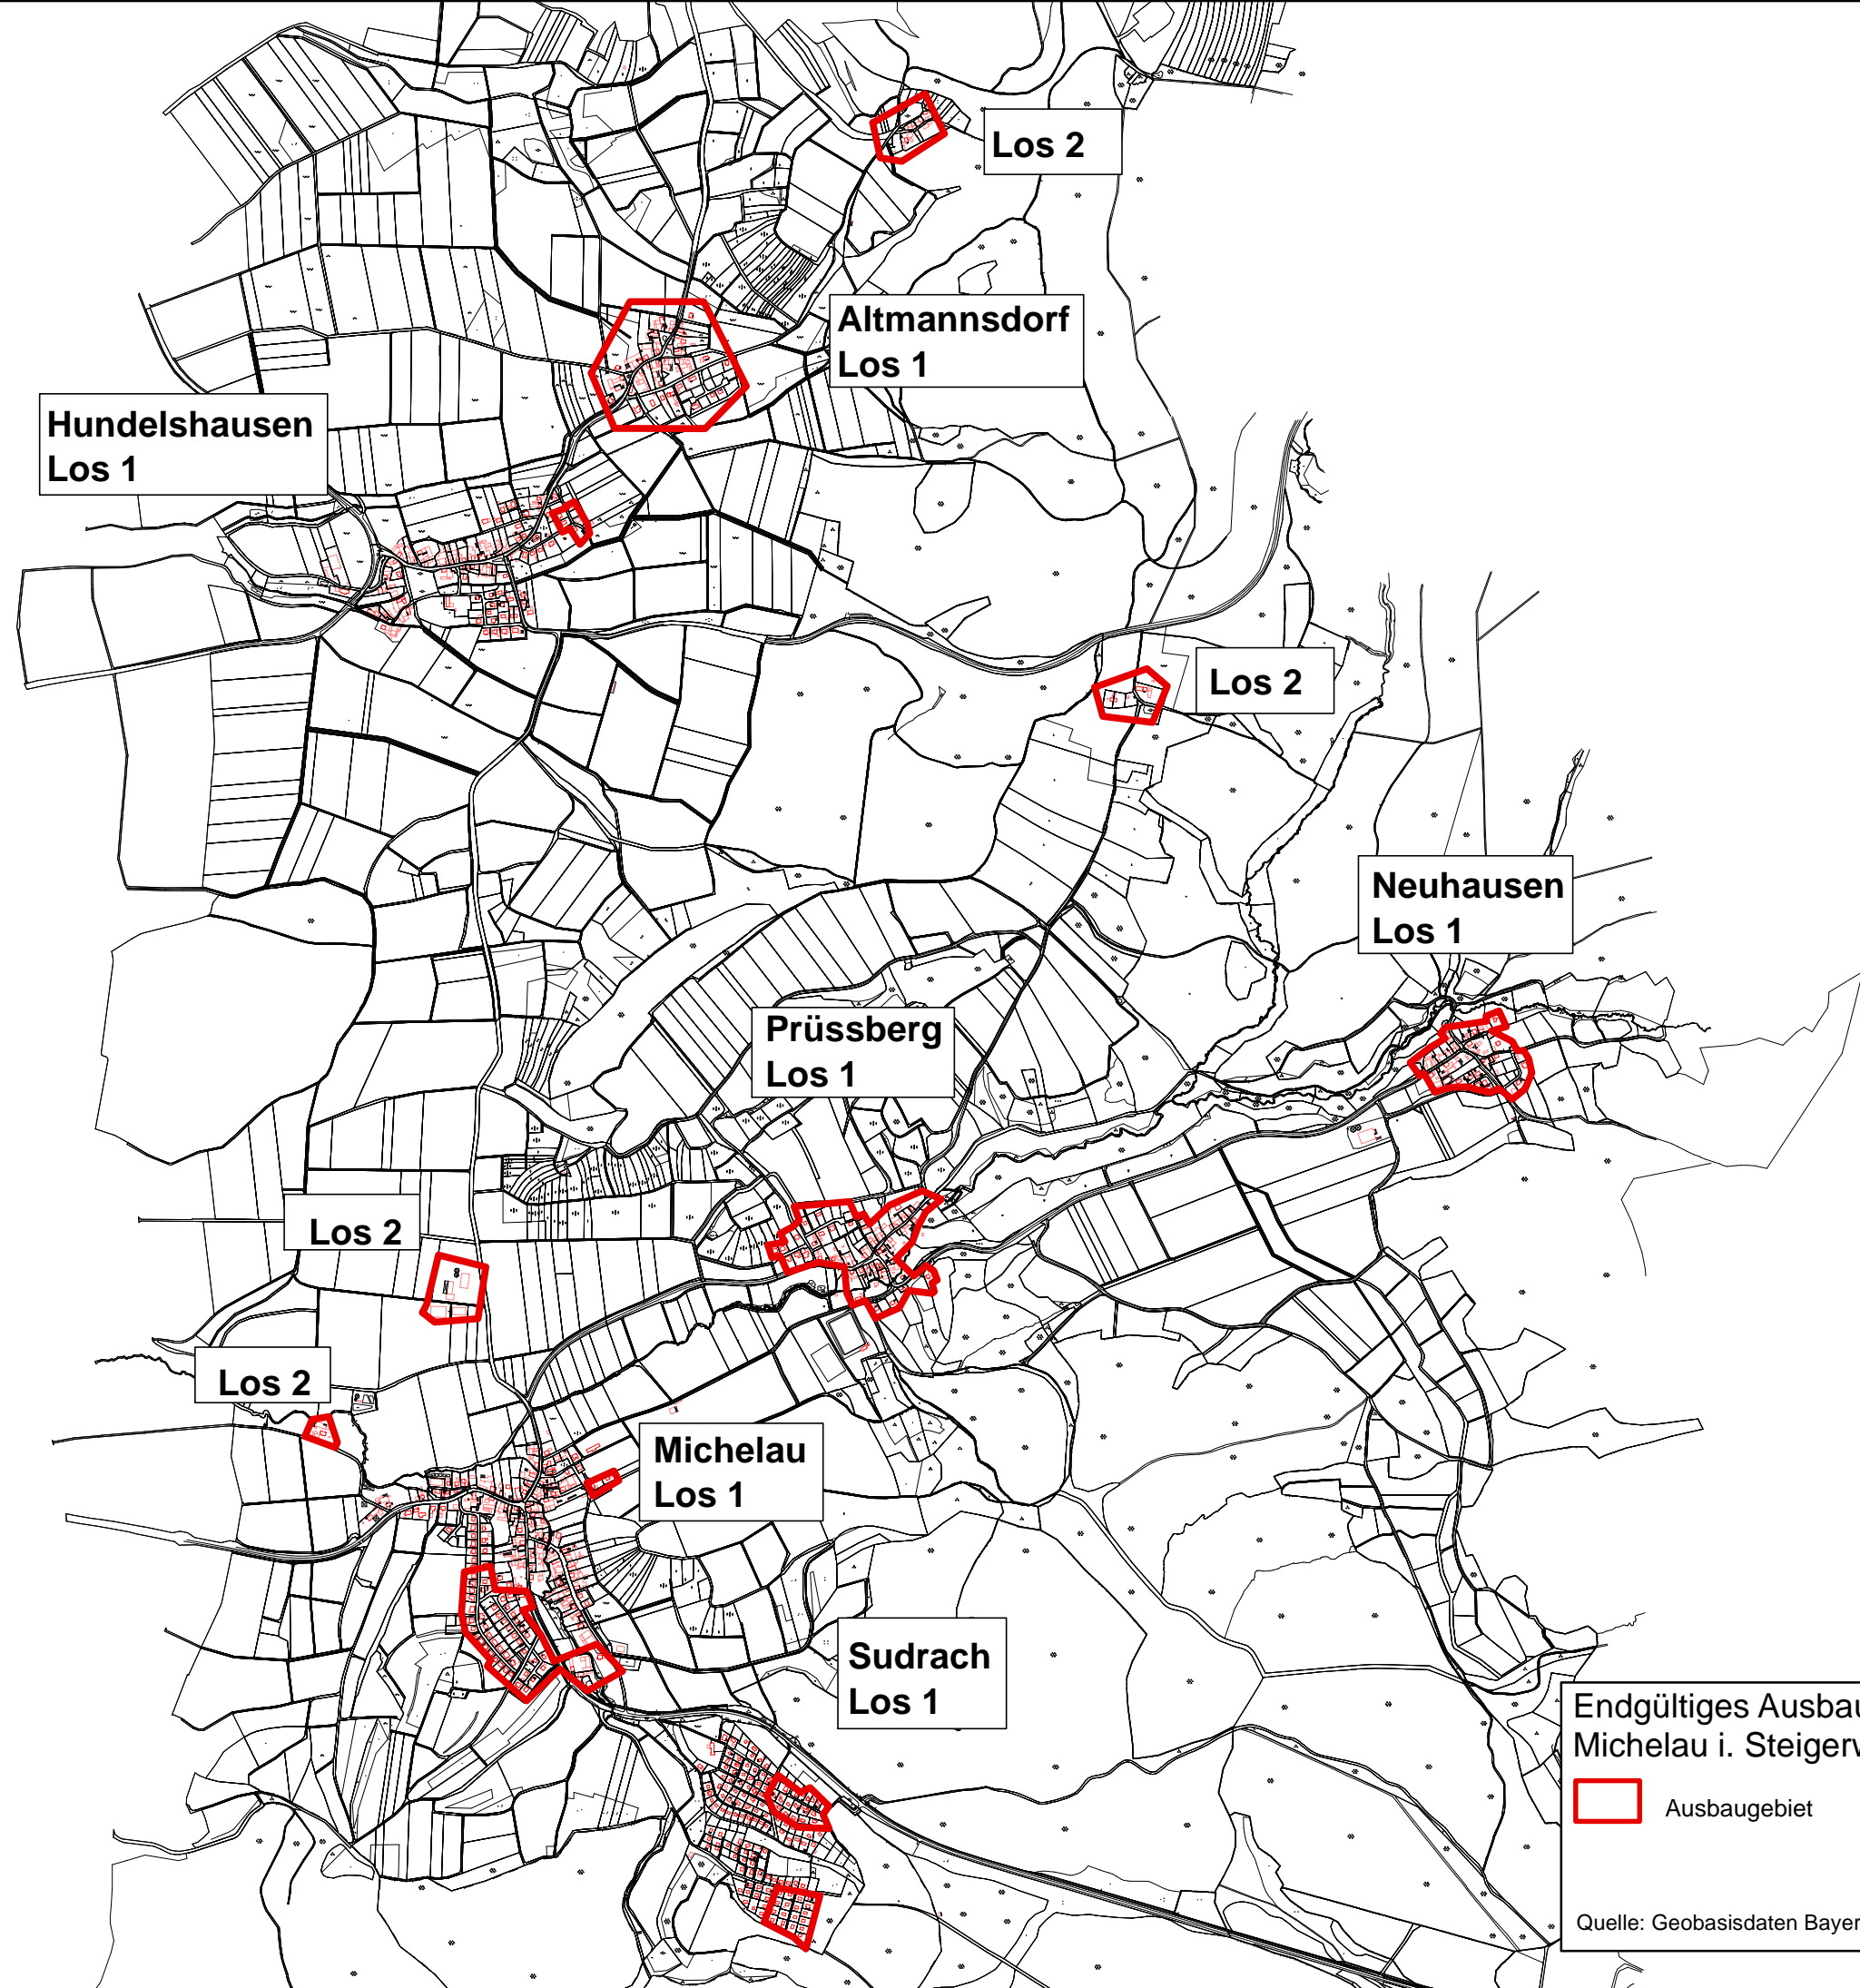 Los 2
Altmannsdorf
Los 1
Hundelshausen
Los 1
Los 2
Neuhausen
Los 1
Prüssberg
Los 1
Los 2
Los 2
Michelau
Los 1
Sudrach
Los 1
Endgültiges Ausbau
Michelau i. Steigerw
Ausbaugebiet
Quelle: Geobasisdaten Bayer